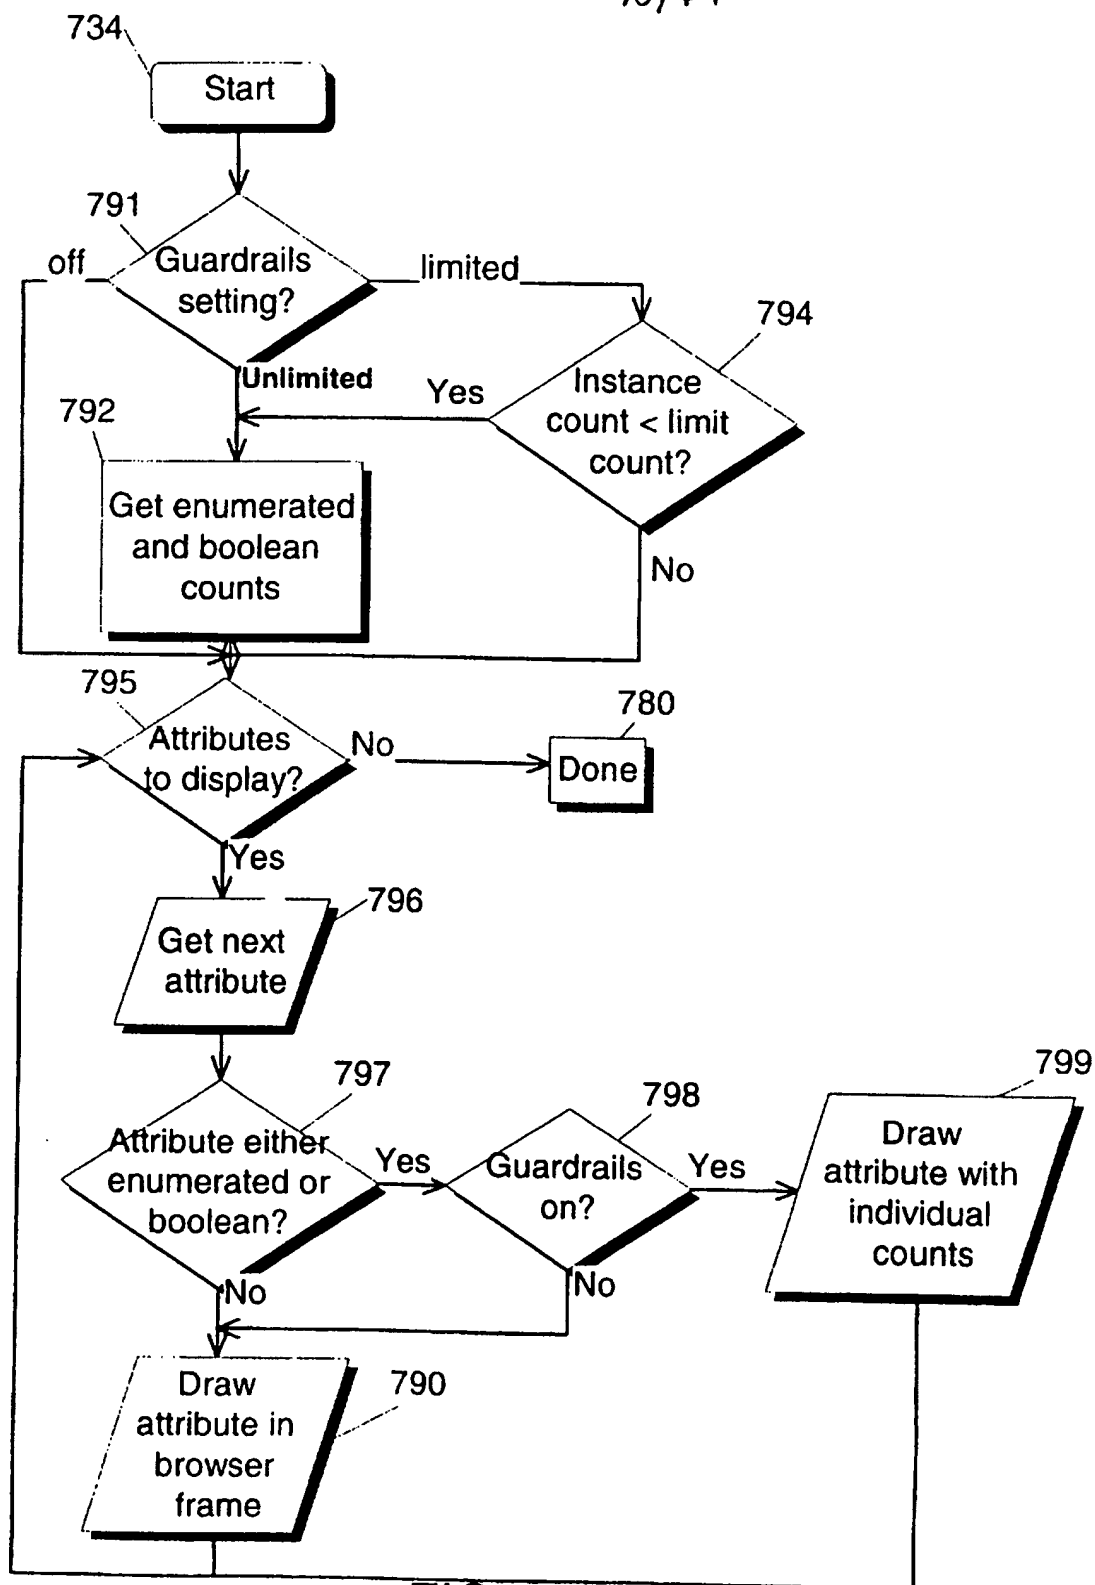 734
Start
791
off
Guardrails
setting?
limited
794
Unlimited
Yes
Instance
count < limit
count?
792
Get enumerated
and boolean
counts
No
795
Attributes
to display?
No
780
Done
Yes
796
Get next
attribute
797
Attribute either
enumerated or
boolean?
Yes
798
Guardrails
on?
Yes
799
Draw
attribute with
individual
counts
No
No
Draw
attribute in
browser
frame
790